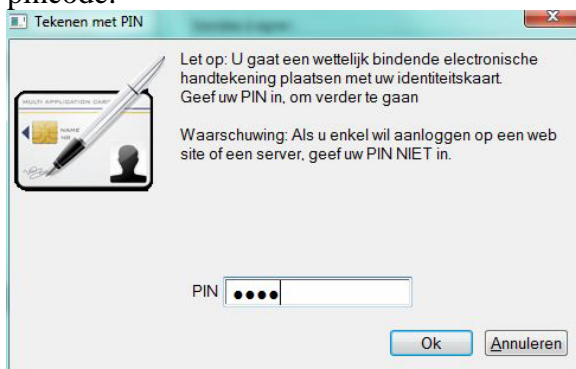 pincode.
Tekenen met PIN
Let op: U gaat een wettelijk bindende electronische
handtekening plaatsen met uw identiteitskaart.
Geef uw PIN in, om verder te gaan
Waarschuwing: Als u enkel wil aanloggen op een web
site of een server, geef uw PIN NIET in.
MULTI APPLICATION CARD
NAME
NR
PIN ●●●●
Ok Annuleren